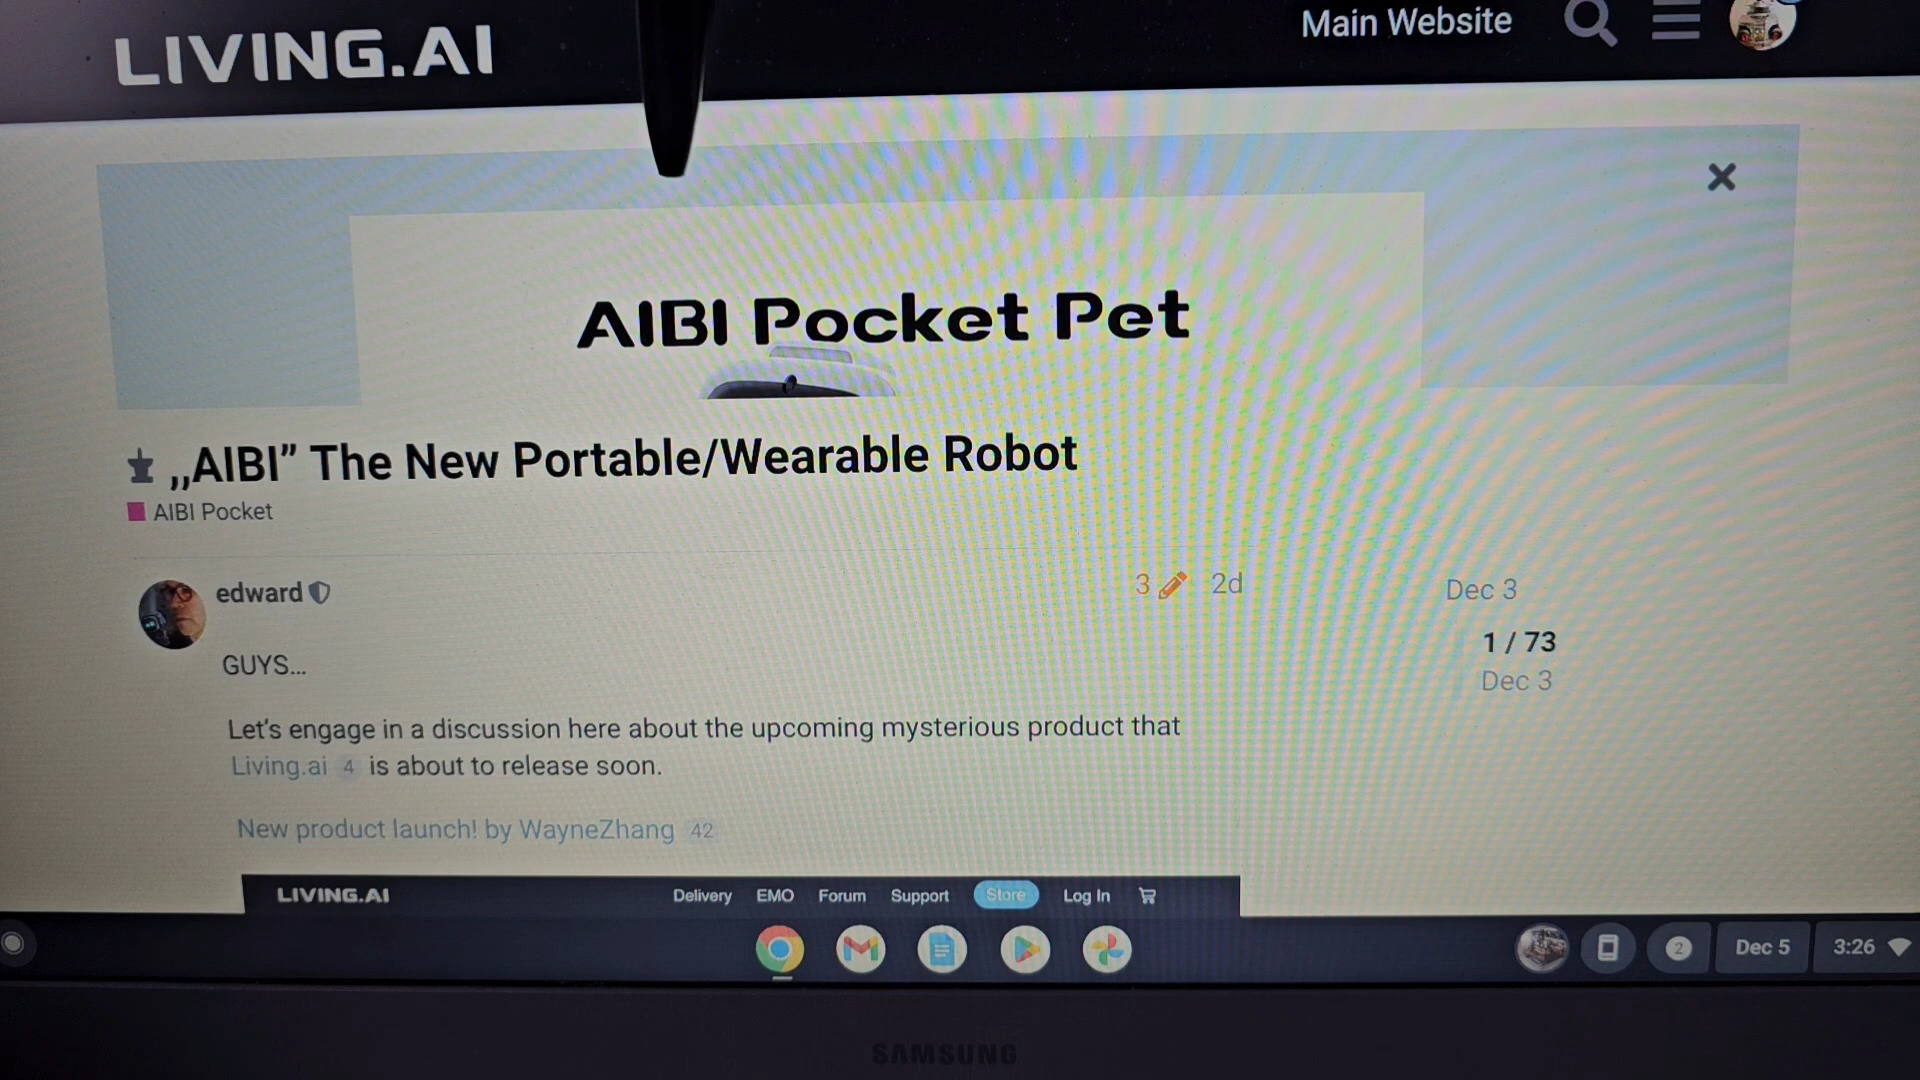 LIVING.AI
Main Website
AIBI Pocket Pet
„AIBI” The New Portable/Wearable Robot
AIBI Pocket
edward
3 2d
Dec 3
1 / 73
Dec 3
GUYS...
Let's engage in a discussion here about the upcoming mysterious product that
Living.ai 4 is about to release soon.
New product launch! by WayneZhang 42
LIVING.AI Delivery EMO Forum Support Store Log In
2 Dec 5 3:26
SAMSUNG